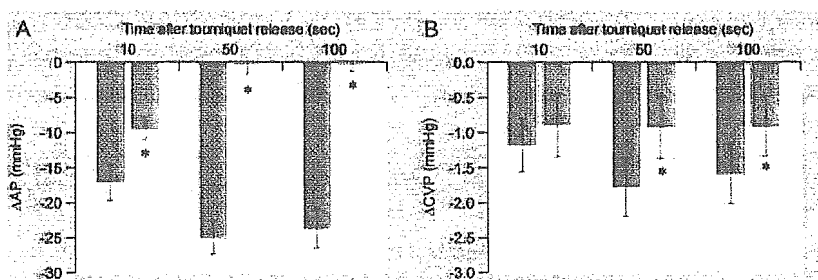 A
Time after tourniquet release (sec)
10 50 100
0
-5
-10
-15
-20
-25
-30
ΔAP (mmHg)
*
*
*
B
Time after tourniquet release (sec)
10 50 100
0.0
-0.5
-1.0
-1.5
-2.0
-2.5
-3.0
ΔCVP (mmHg)
*
*